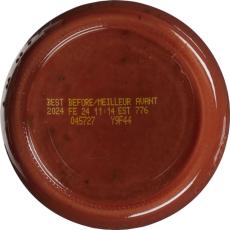 BEST BEFORE/MEILLEUR AVANT
2024 FE 24 11:14 EST 776
045727 Y9F44